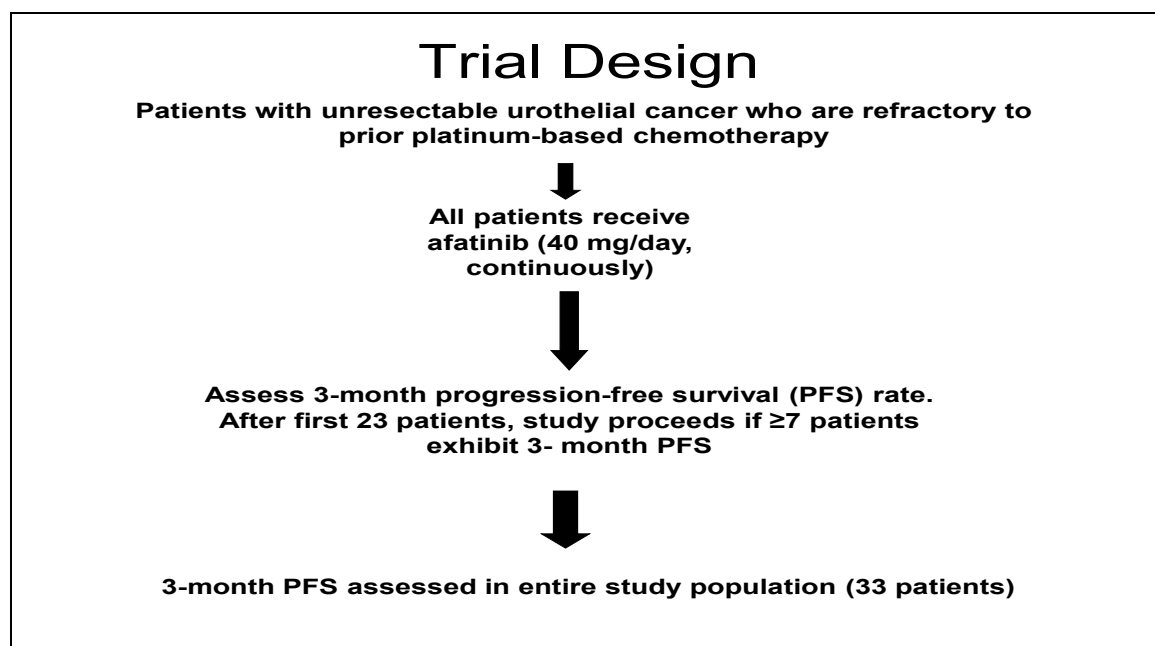 Trial Design
Patients with unresectable urothelial cancer who are refractory to
prior platinum-based chemotherapy
All patients receive
afatinib (40 mg/day,
continuously)
Assess 3-month progression-free survival (PFS) rate.
After first 23 patients, study proceeds if ≥7 patients
exhibit 3- month PFS
3-month PFS assessed in entire study population (33 patients)